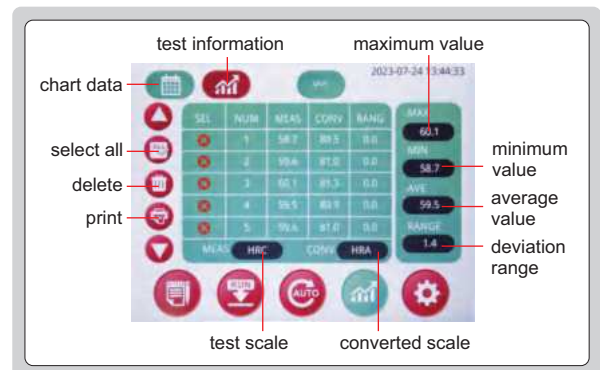 test information
maximum value
chart data
2023-07-24 13:44:33
SEL NUM MEAS CONV RANG
MAX
60.1
1 58.7 80.5 0.0
MIN
select all
ALL
2 59.6 81.0 0.0
58.7
minimum value
delete
3 60.1 81.3 0.0
AVE
print
4 59.5 80.9 0.0
59.5
average value
5 59.6 81.0 0.0
RANGE
MEAS HRC CONV HRA
1.4
deviation range
RUN
AUTO
test scale
converted scale